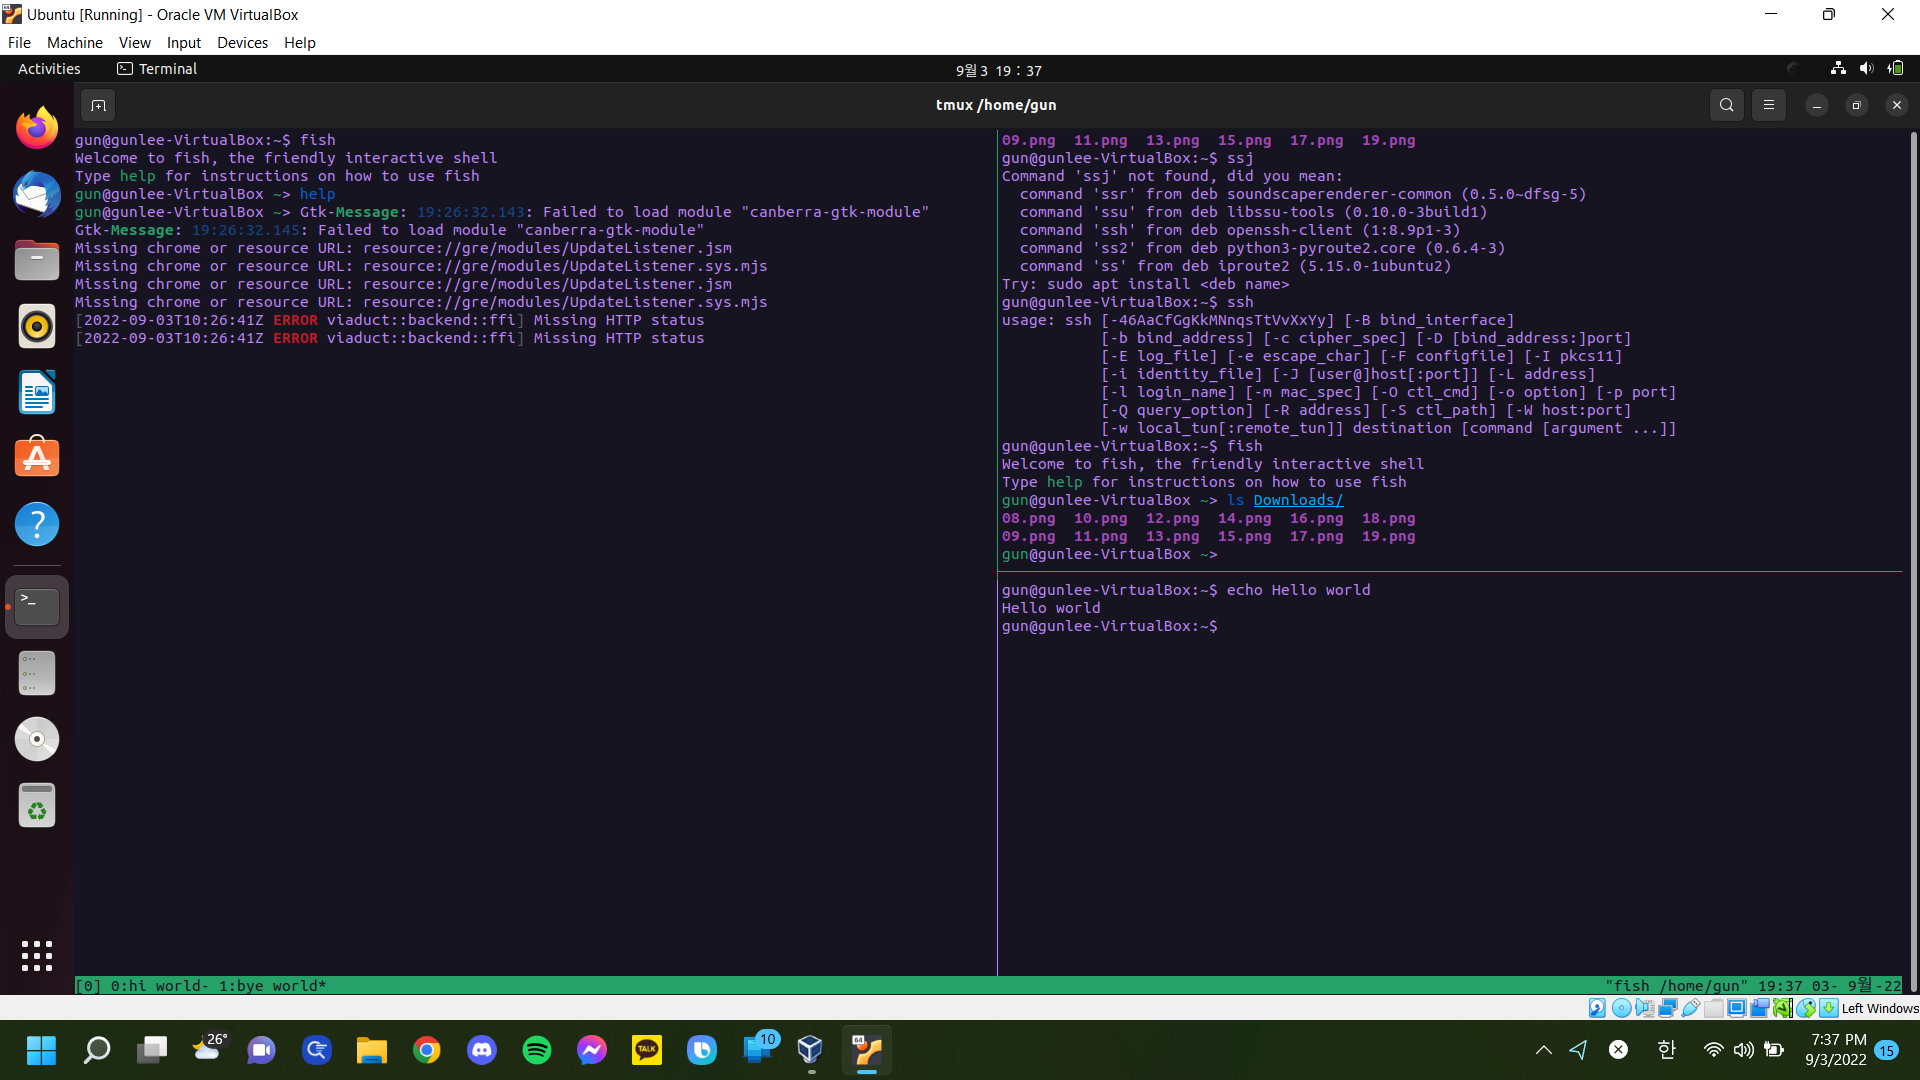 Ubuntu [Running] - Oracle VM VirtualBox
File Machine View Input Devices Help
Activities Terminal 9월 3 19 : 37
tmux /home/gun
gun@gunlee-VirtualBox:~$ fish
Welcome to fish, the friendly interactive shell
Type help for instructions on how to use fish
gun@gunlee-VirtualBox ~> help
gun@gunlee-VirtualBox ~> Gtk-Message: 19:26:32.143: Failed to load module "canberra-gtk-module"
Gtk-Message: 19:26:32.145: Failed to load module "canberra-gtk-module"
Missing chrome or resource URL: resource://gre/modules/UpdateListener.jsm
Missing chrome or resource URL: resource://gre/modules/UpdateListener.sys.mjs
Missing chrome or resource URL: resource://gre/modules/UpdateListener.jsm
Missing chrome or resource URL: resource://gre/modules/UpdateListener.sys.mjs
[2022-09-03T10:26:41Z ERROR viaduct::backend::ffi] Missing HTTP status
[2022-09-03T10:26:41Z ERROR viaduct::backend::ffi] Missing HTTP status
09.png 11.png 13.png 15.png 17.png 19.png
gun@gunlee-VirtualBox:~$ ssj
Command 'ssj' not found, did you mean:
command 'ssr' from deb soundscaperenderer-common (0.5.0~dfsg-5)
command 'ssu' from deb libssu-tools (0.10.0-3build1)
command 'ssh' from deb openssh-client (1:8.9p1-3)
command 'ss2' from deb python3-pyroute2.core (0.6.4-3)
command 'ss' from deb iproute2 (5.15.0-1ubuntu2)
Try: sudo apt install <deb name>
gun@gunlee-VirtualBox:~$ ssh
usage: ssh [-46AaCfGgKkMNnqsTtVvXxYy] [-B bind_interface]
[-b bind_address] [-c cipher_spec] [-D [bind_address:]port]
[-E log_file] [-e escape_char] [-F configfile] [-I pkcs11]
[-i identity_file] [-J [user@]host[:port]] [-L address]
[-l login_name] [-m mac_spec] [-O ctl_cmd] [-o option] [-p port]
[-Q query_option] [-R address] [-S ctl_path] [-W host:port]
[-w local_tun[:remote_tun]] destination [command [argument ...]]
gun@gunlee-VirtualBox:~$ fish
Welcome to fish, the friendly interactive shell
Type help for instructions on how to use fish
gun@gunlee-VirtualBox ~> ls Downloads/
08.png 10.png 12.png 14.png 16.png 18.png
09.png 11.png 13.png 15.png 17.png 19.png
gun@gunlee-VirtualBox ~>
gun@gunlee-VirtualBox:~$ echo Hello world
Hello world
gun@gunlee-VirtualBox:~$
[0] 0:hi world- 1:bye world* "fish /home/gun" 19:37 03- 9월-22
Left Windows
26° TALK 10 64 한 7:37 PM 15
9/3/2022